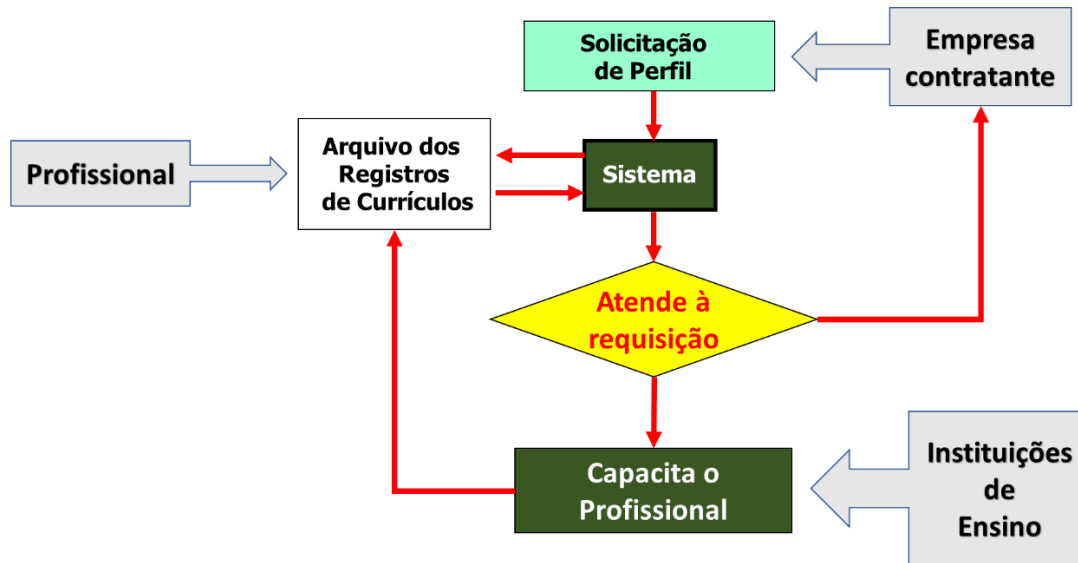 Solicitação
de Perfil
Empresa
contratante
Profissional
Arquivo dos
Registros
de Currículos
Sistema
Atende à
requisição
Capacita o
Profissional
Instituições
de
Ensino